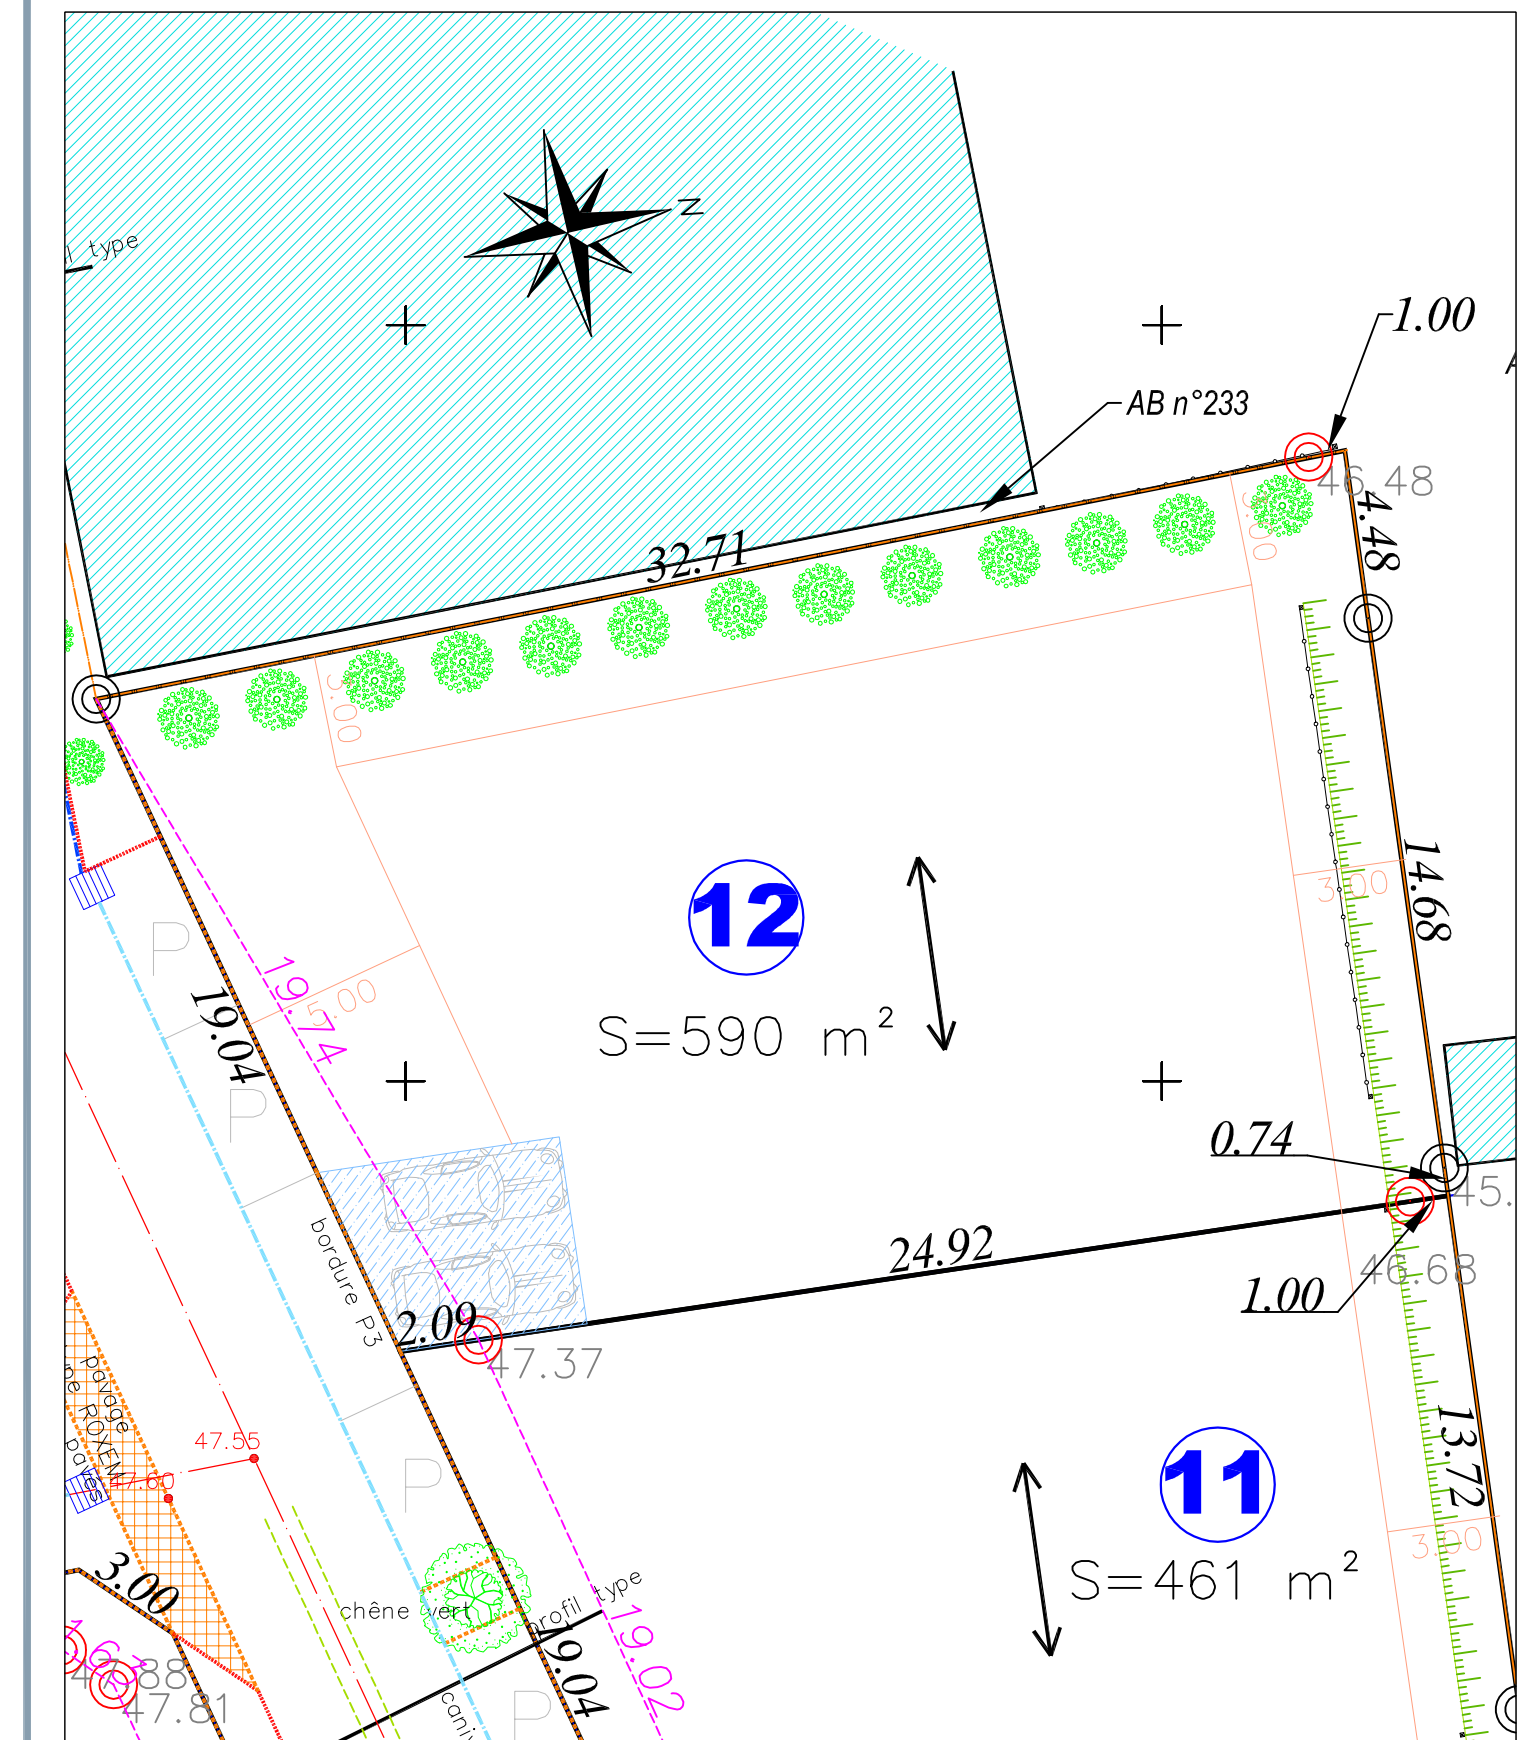 N
type
1.00
AB n°233
46.48
4.48
32.71
3.00
12
14.68
3.00
S=590 m²
P
19.74
5.00
19.04
P
0.74
45.
24.92
46.68
1.00
bordure P3
2.09
47.37
pavage
ROXEM
pavés
47.55
47.60
P
11
13.72
3.00
S=461 m²
3.00
chêne vert
profil type
19.02
19.04
47.88
47.81
P